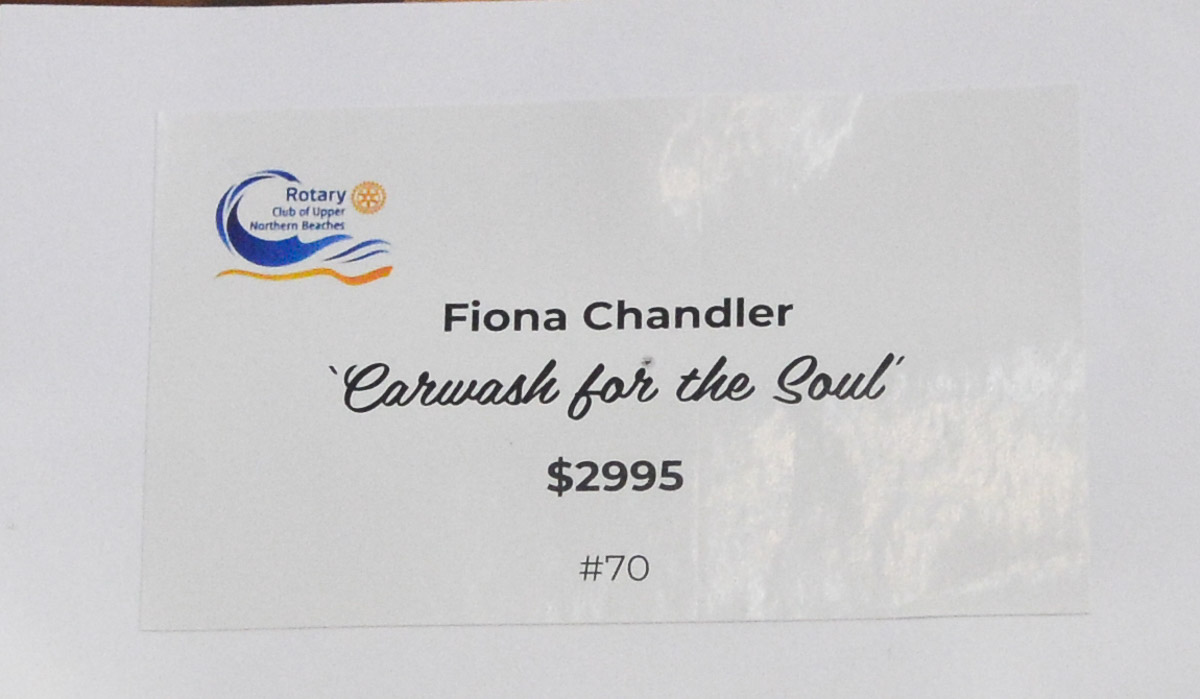 Rotary
Club of Upper
Northern Beaches
Fiona Chandler
`Carwash for the Soul´
$2995
#70